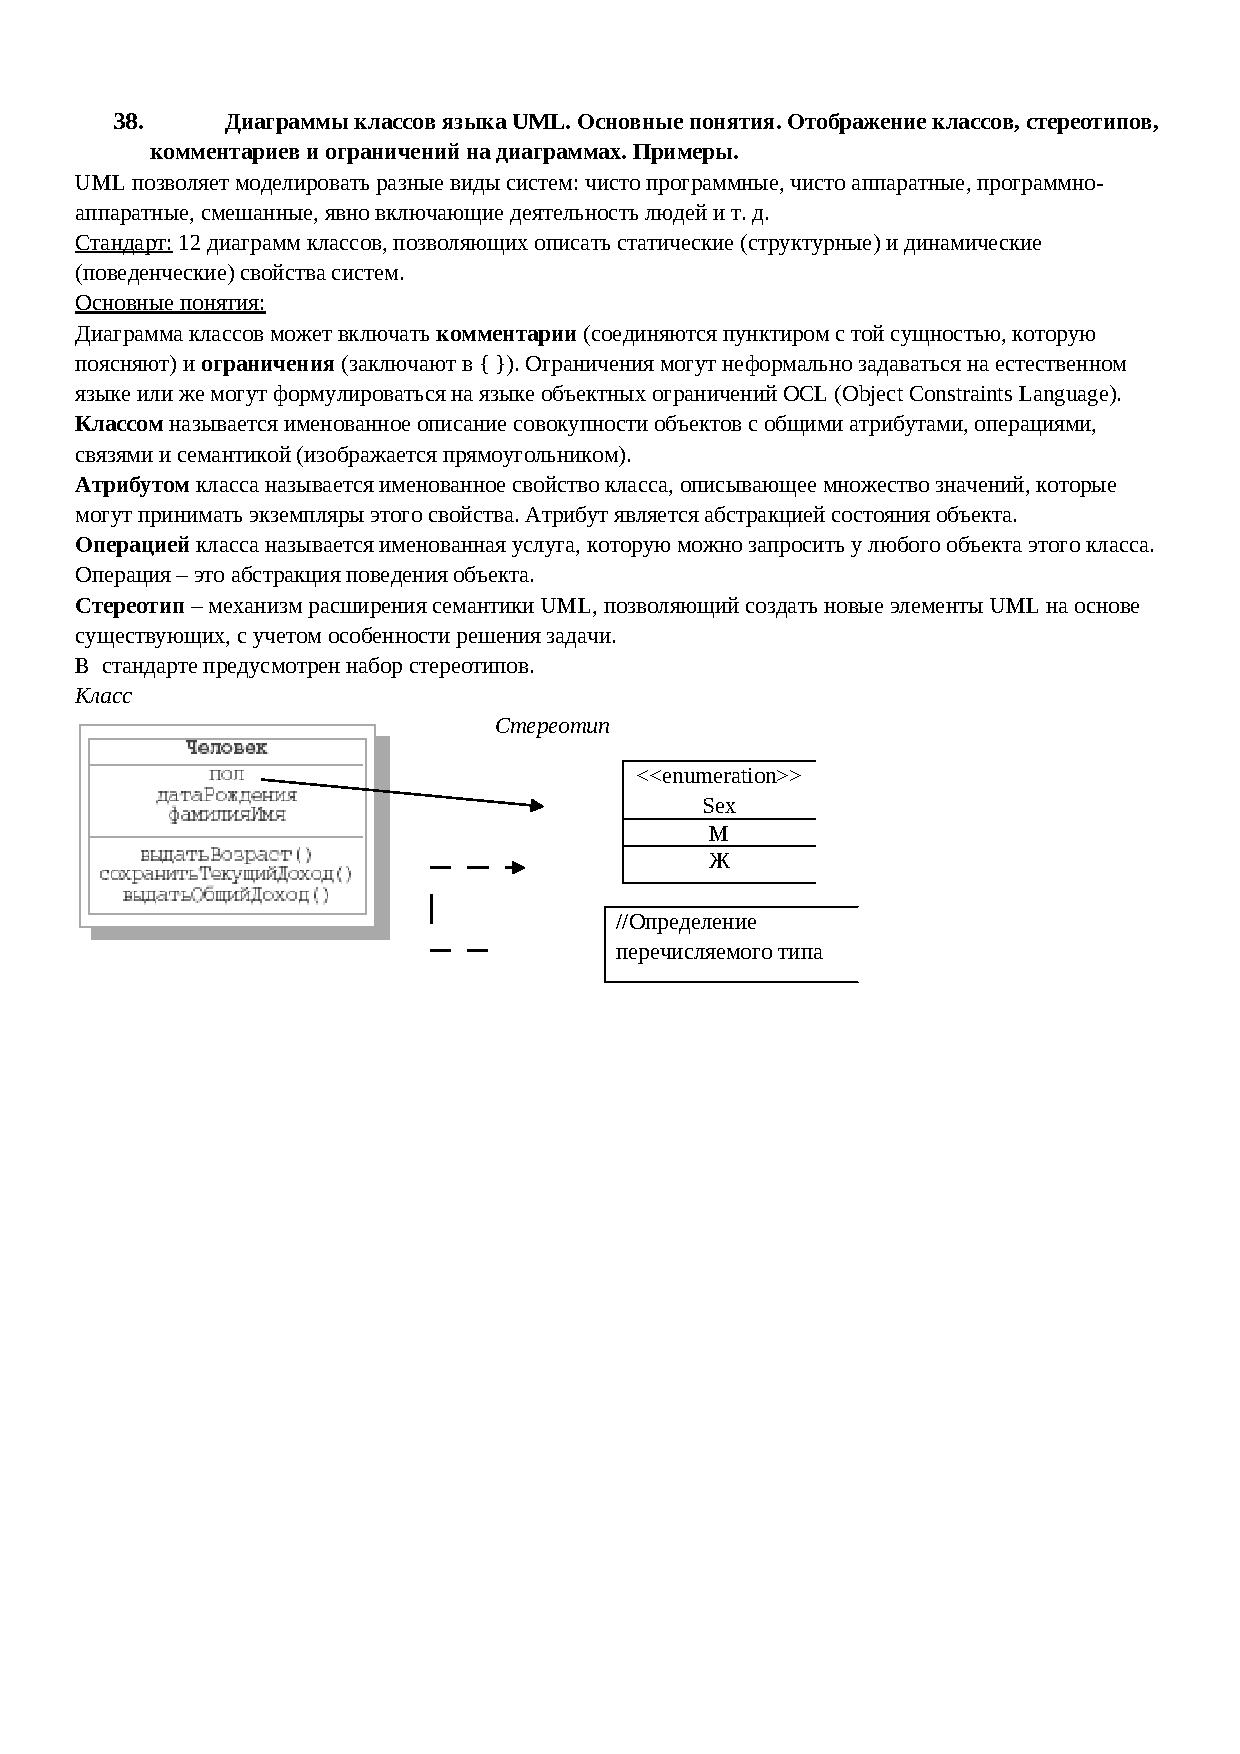 38. Диаграммы классов языка UML. Основные понятия. Отображение классов, стереотипов,
комментариев и ограничений на диаграммах. Примеры.
UML позволяет моделировать разные виды систем: чисто программные, чисто аппаратные, программно-
аппаратные, смешанные, явно включающие деятельность людей и т. д.
Стандарт: 12 диаграмм классов, позволяющих описать статические (структурные) и динамические
(поведенческие) свойства систем.
Основные понятия:
Диаграмма классов может включать комментарии (соединяются пунктиром с той сущностью, которую
поясняют) и ограничения (заключают в { }). Ограничения могут неформально задаваться на естественном
языке или же могут формулироваться на языке объектных ограничений OCL (Object Constraints Language).
Классом называется именованное описание совокупности объектов с общими атрибутами, операциями,
связями и семантикой (изображается прямоугольником).
Атрибутом класса называется именованное свойство класса, описывающее множество значений, которые
могут принимать экземпляры этого свойства. Атрибут является абстракцией состояния объекта.
Операцией класса называется именованная услуга, которую можно запросить у любого объекта этого класса.
Операция – это абстракция поведения объекта.
Стереотип – механизм расширения семантики UML, позволяющий создать новые элементы UML на основе
существующих, с учетом особенности решения задачи.
В стандарте предусмотрен набор стереотипов.
Класс
Стереотип
Человек
пол
датаРождения
фамилияИмя
выдатьВозраст()
сохранитьТекущийДоход()
выдатьОбщийДоход()
<<enumeration>>
Sex
М
Ж
//Определение
перечисляемого типа